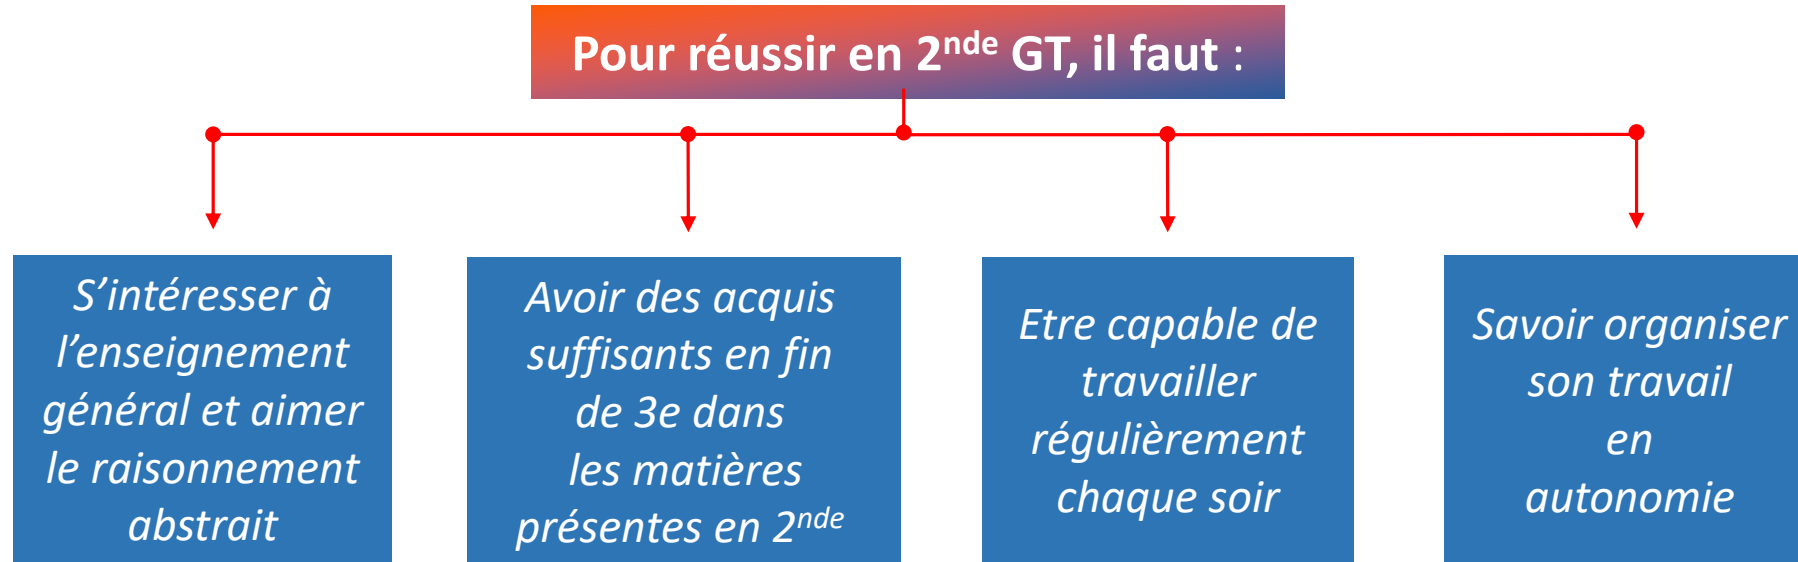 Pour réussir en 2nde GT, il faut :
S’intéresser à
l’enseignement
général et aimer
le raisonnement
abstrait
Avoir des acquis
suffisants en fin
de 3e dans
les matières
présentes en 2nde
Etre capable de
travailler
régulièrement
chaque soir
Savoir organiser
son travail
en
autonomie